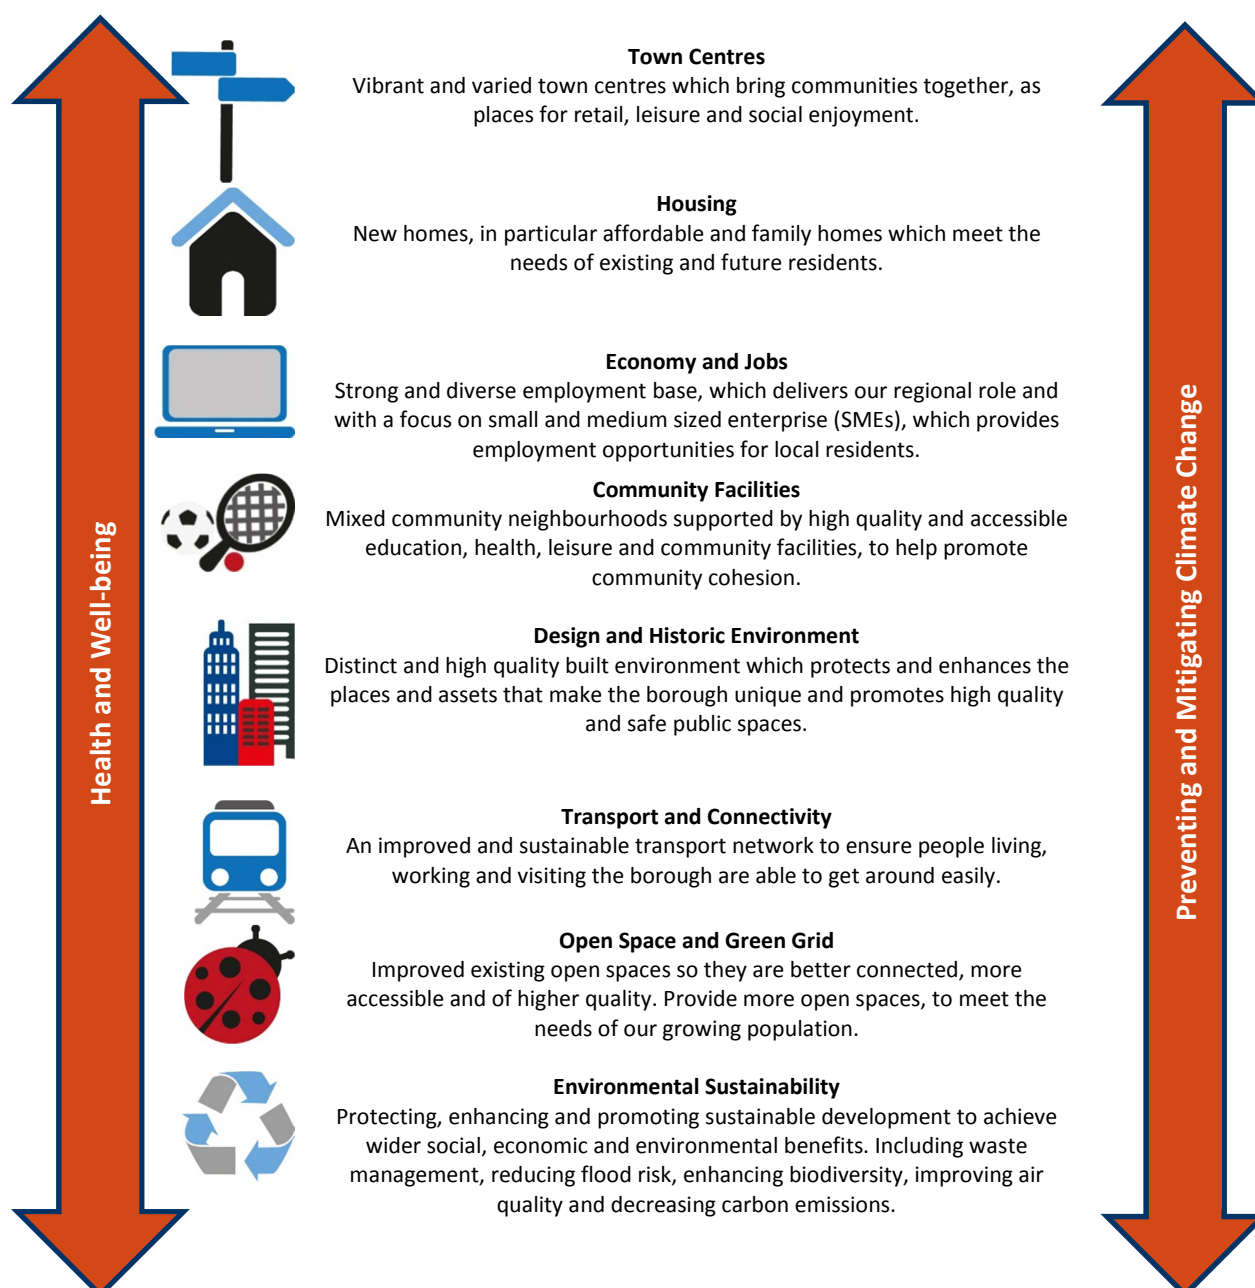 Town Centres
Vibrant and varied town centres which bring communities together, as
places for retail, leisure and social enjoyment.
Housing
New homes, in particular affordable and family homes which meet the
needs of existing and future residents.
Economy and Jobs
Strong and diverse employment base, which delivers our regional role and
with a focus on small and medium sized enterprise (SMEs), which provides
employment opportunities for local residents.
Community Facilities
Mixed community neighbourhoods supported by high quality and accessible
education, health, leisure and community facilities, to help promote
community cohesion.
Design and Historic Environment
Distinct and high quality built environment which protects and enhances the
places and assets that make the borough unique and promotes high quality
and safe public spaces.
Transport and Connectivity
An improved and sustainable transport network to ensure people living,
working and visiting the borough are able to get around easily.
Open Space and Green Grid
Improved existing open spaces so they are better connected, more
accessible and of higher quality. Provide more open spaces, to meet the
needs of our growing population.
Environmental Sustainability
Protecting, enhancing and promoting sustainable development to achieve
wider social, economic and environmental benefits. Including waste
management, reducing flood risk, enhancing biodiversity, improving air
quality and decreasing carbon emissions.
Health and Well-being
Preventing and Mitigating Climate Change